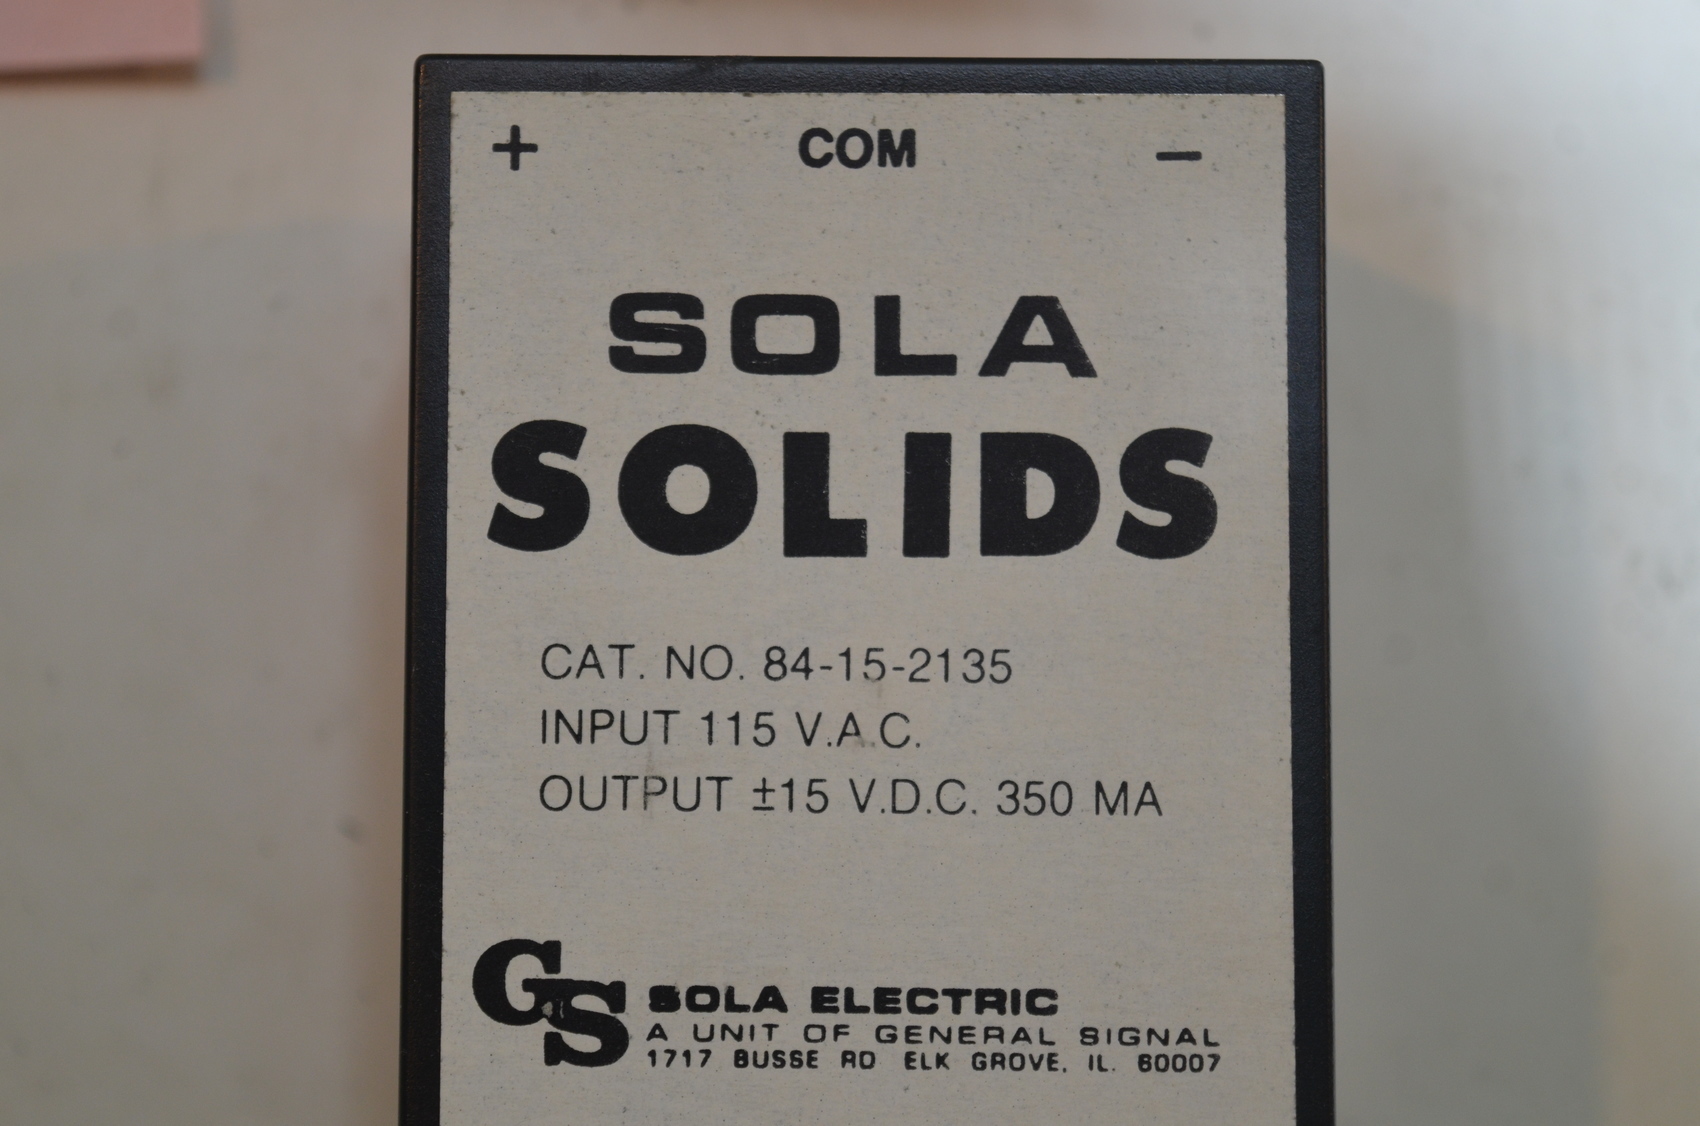 + COM −
SOLA
SOLIDS
CAT. NO. 84-15-2135
INPUT 115 V.A.C.
OUTPUT ±15 V.D.C. 350 MA
GS
SOLA ELECTRIC
A UNIT OF GENERAL SIGNAL
1717 BUSSE RD ELK GROVE, IL. 60007